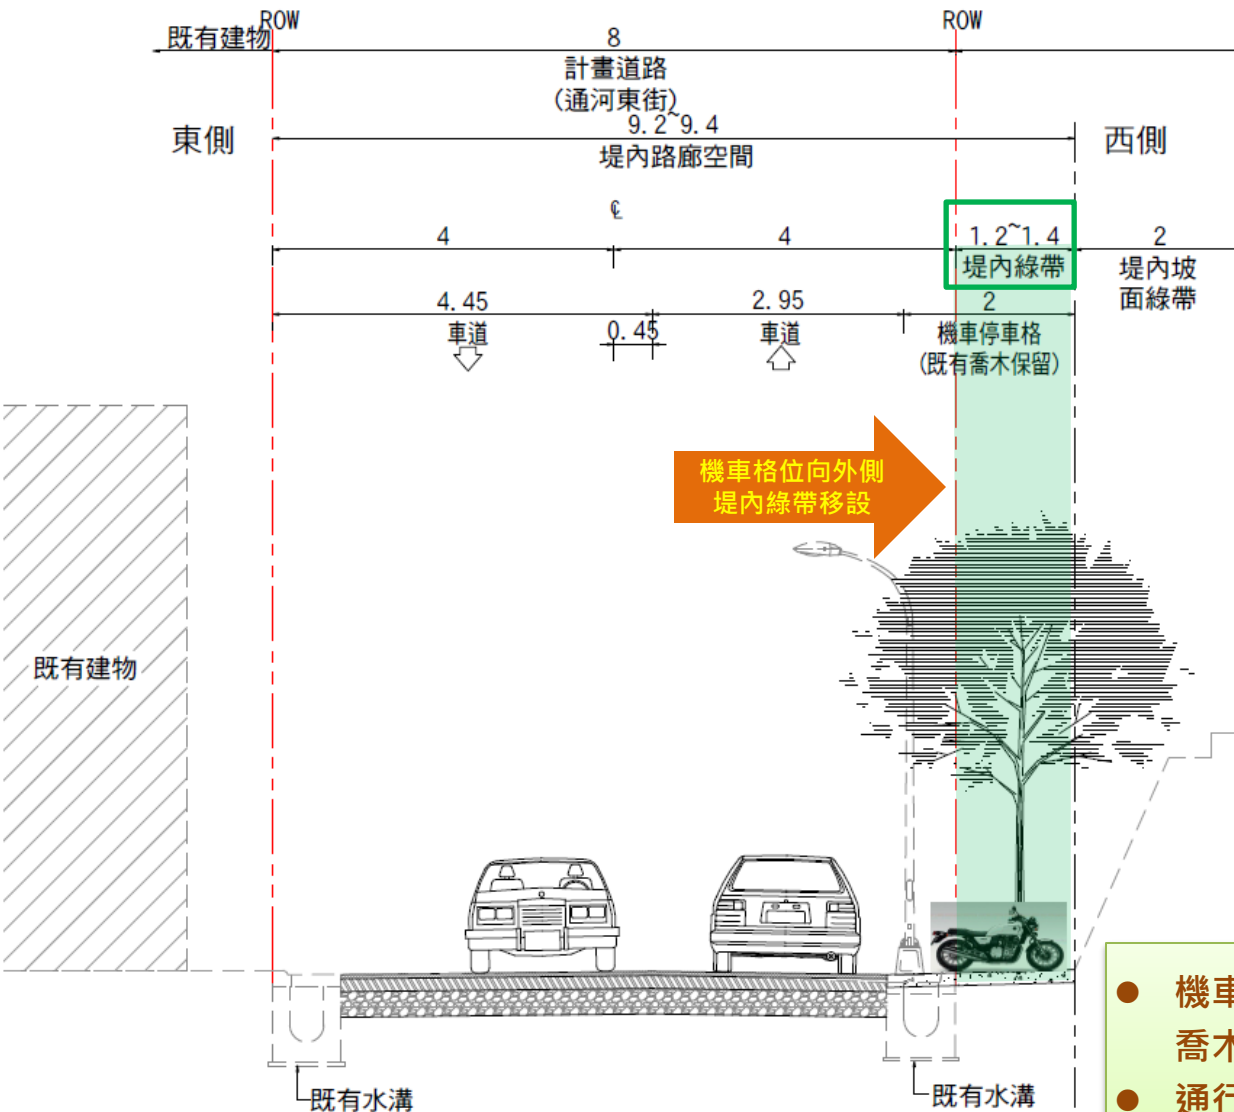 ROW
ROW
既有建物
8
計畫道路
(通河東街)
東側
9.2~9.4
西側
堤內路廊空間
℄
4
4
1.2~1.4
2
堤內綠帶
堤內坡
面綠帶
4.45
2.95
2
車道
0.45
車道
機車停車格
(既有喬木保留)
機車格位向外側
堤內綠帶移設
既有建物
● 機車
喬木
● 通行
既有水溝
既有水溝